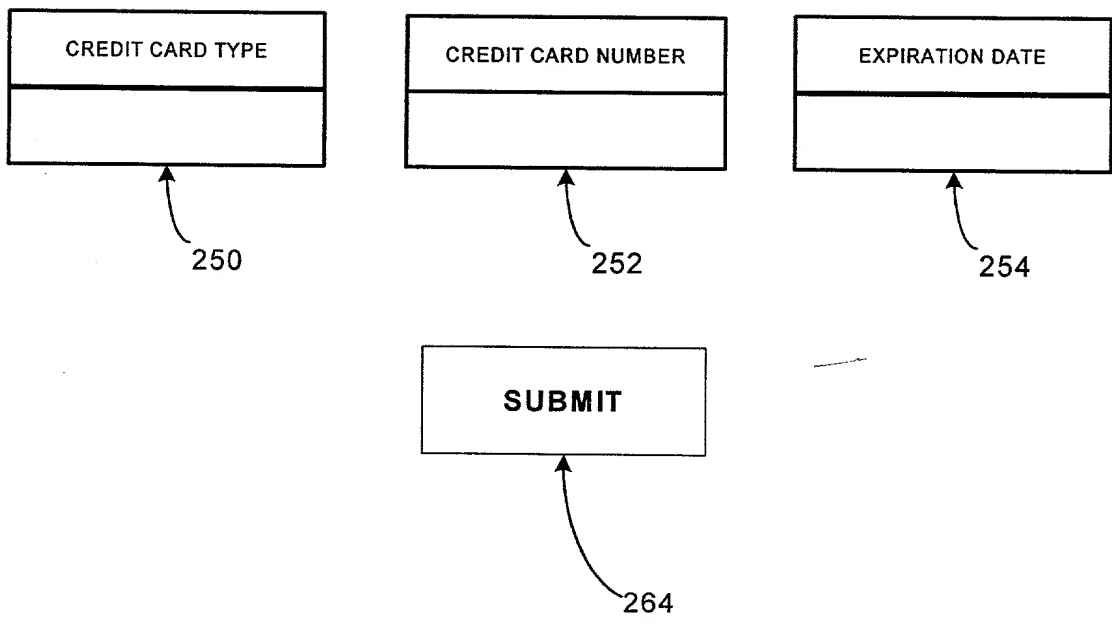 CREDIT CARD TYPE
CREDIT CARD NUMBER
EXPIRATION DATE
250
252
254
SUBMIT
264